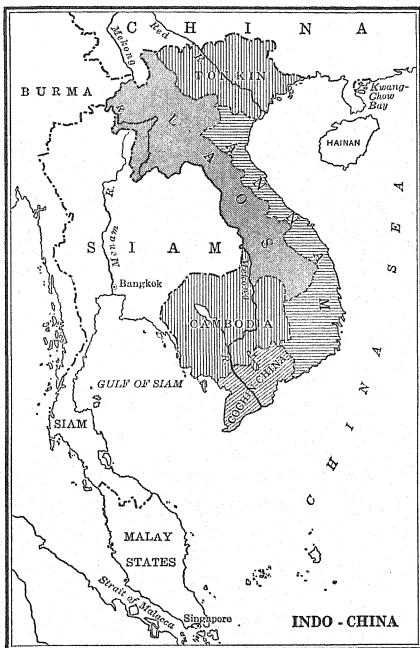 CHINA
Mekong
Red R.
TONKIN
BURMA
Kwang-
Chow
Bay
R.
HAINAN
LAOS
ANNAM
R.
Menam
SIAM
Bangkok
CAMBODIA
R.
COCHI-CHINA
GULF OF SIAM
SIAM
CHINA SEA
MALAY
STATES
Strait of Malacca
Singapore
INDO-CHINA